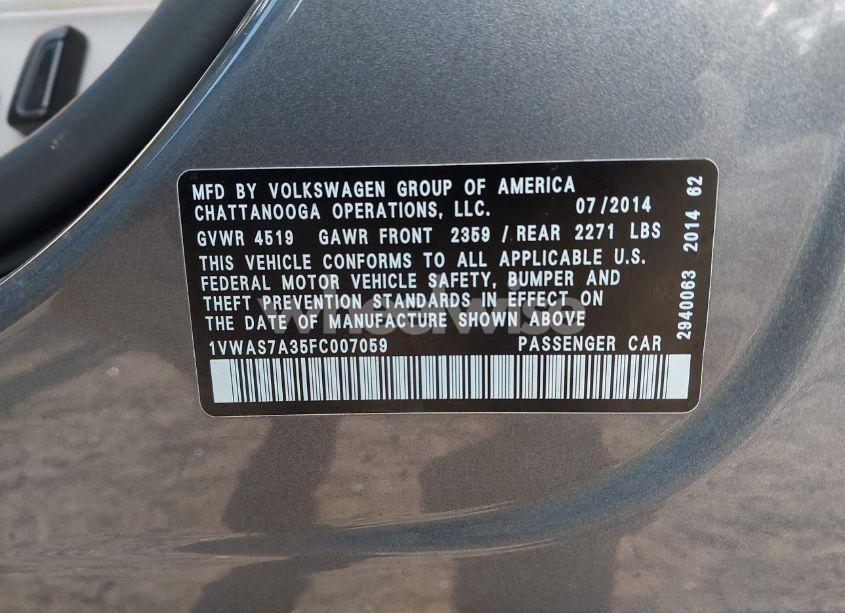 MFD BY VOLKSWAGEN GROUP OF AMERICA
CHATTANOOGA OPERATIONS, LLC. 07/2014
GVWR 4519 GAWR FRONT 2359 / REAR 2271 LBS
THIS VEHICLE CONFORMS TO ALL APPLICABLE U.S.
FEDERAL MOTOR VEHICLE SAFETY, BUMPER AND
THEFT PREVENTION STANDARDS IN EFFECT ON
THE DATE OF MANUFACTURE SHOWN ABOVE
1VWAS7A35FC007059 PASSENGER CAR
2940063 2014 62
wheelwise